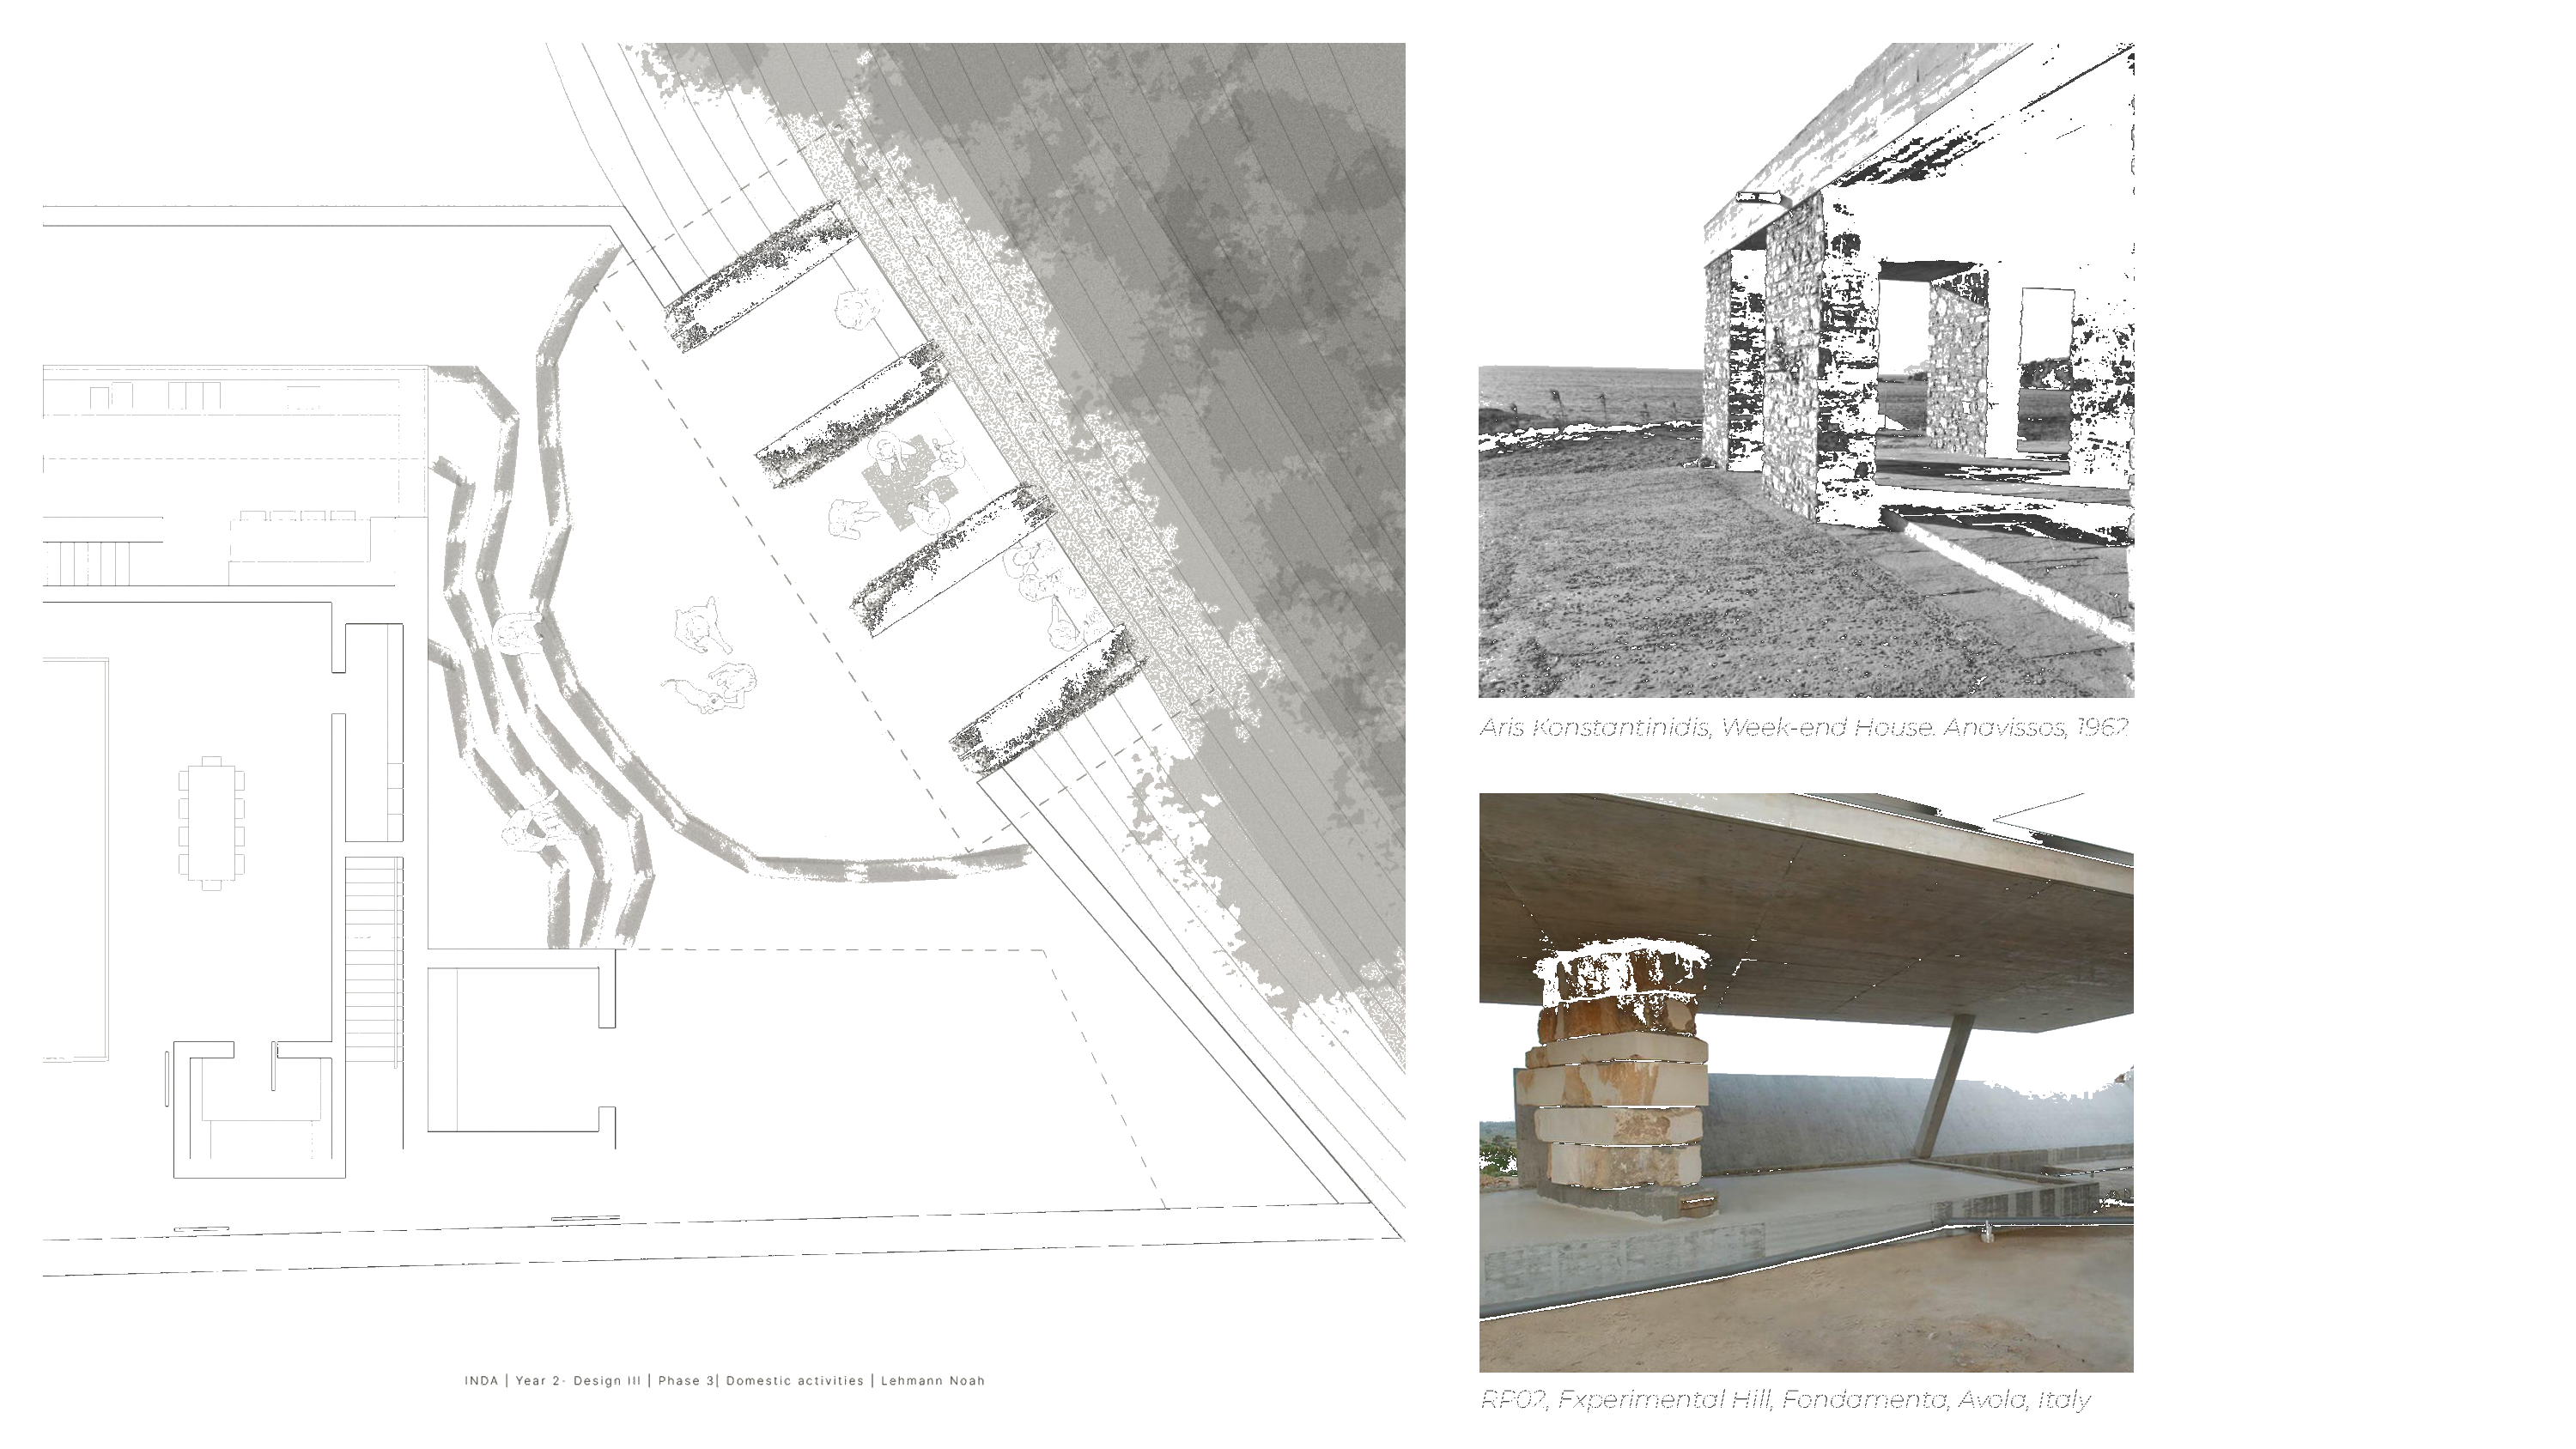 Aris Konstantinidis, Week-end House. Anavissos, 1962
INDA | Year 2- Design III | Phase 3| Domestic activities | Lehmann Noah
RP02, Experimental Hill, Fondamenta, Avola, Italy